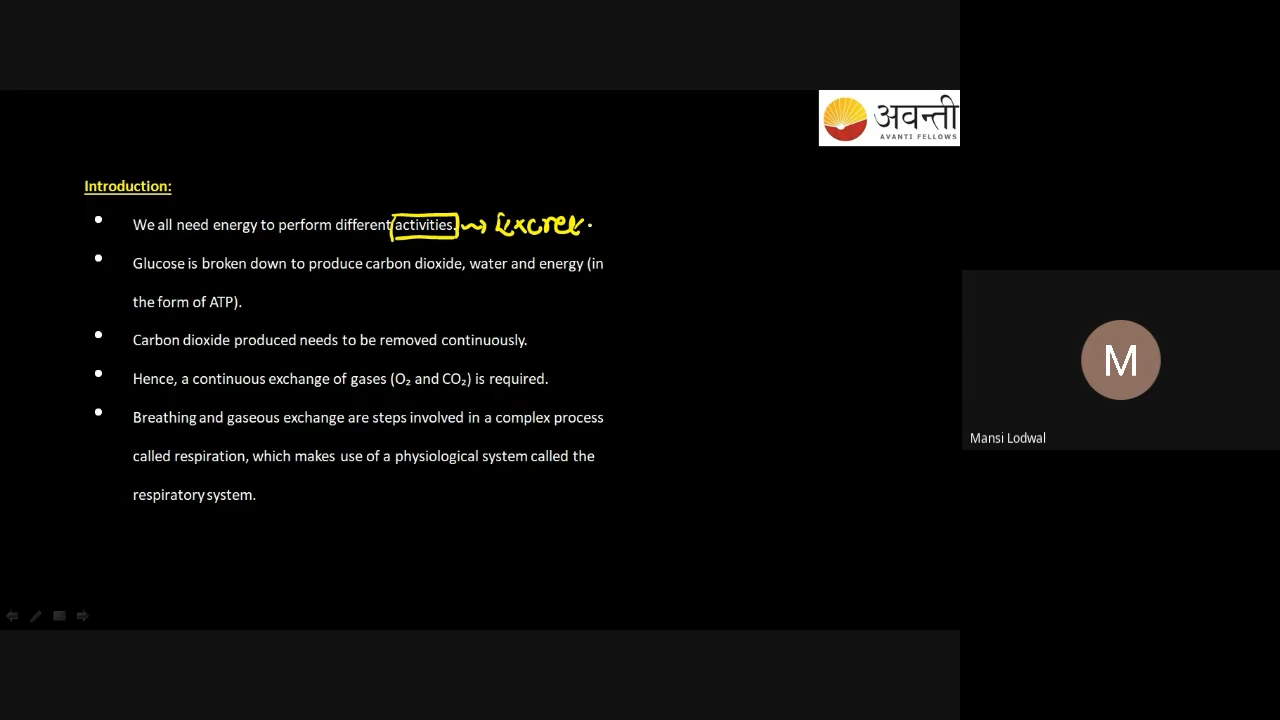 अवन्ती
AVANTI FELLOWS
Introduction:
• We all need energy to perform different activities.
• Glucose is broken down to produce carbon dioxide, water and energy (in
the form of ATP).
• Carbon dioxide produced needs to be removed continuously.
• Hence, a continuous exchange of gases (O₂ and CO₂) is required.
• Breathing and gaseous exchange are steps involved in a complex process
called respiration, which makes use of a physiological system called the
respiratory system.
M
Mansi Lodwal